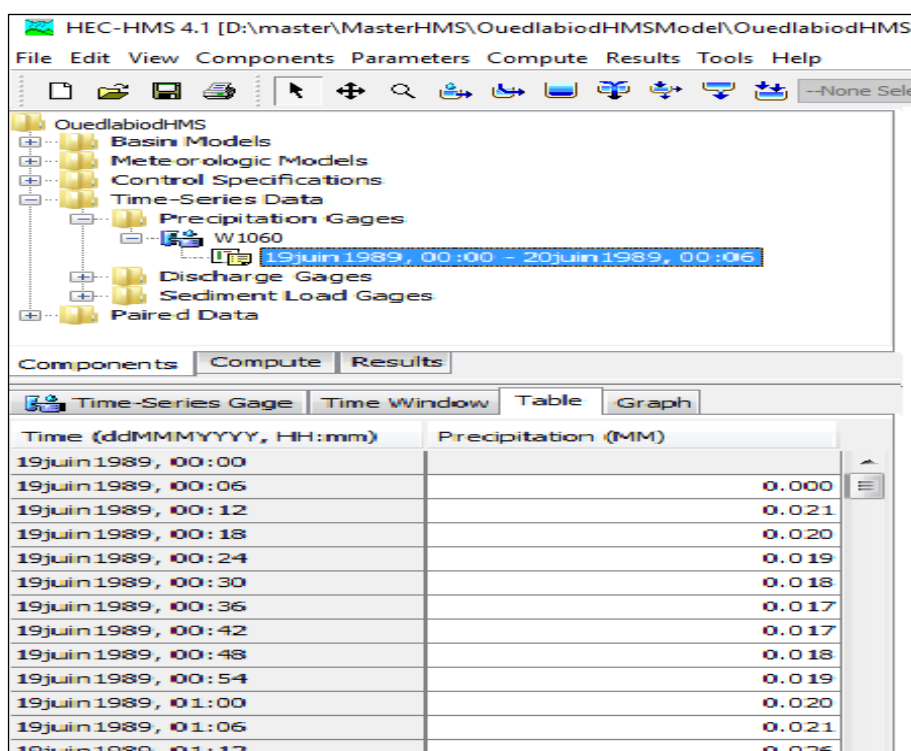 HEC-HMS 4.1 [D:\master\MasterHMS\OuedlabiodHMSModel\OuedlabiodHMS
File Edit View Components Parameters Compute Results Tools Help
--None Sele
OuedlabiodHMS
Basin Models
Meteorologic Models
Control Specifications
Time-Series Data
Precipitation Gages
W1060
19juin1989, 00:00 - 20juin1989, 00:06
Discharge Gages
Sediment Load Gages
Paired Data
Components Compute Results
Time-Series Gage Time Window Table Graph
Time (ddMMMYYYY, HH:mm) Precipitation (MM)
19juin1989, 00:00
19juin1989, 00:06 0.000
19juin1989, 00:12 0.021
19juin1989, 00:18 0.020
19juin1989, 00:24 0.019
19juin1989, 00:30 0.018
19juin1989, 00:36 0.017
19juin1989, 00:42 0.017
19juin1989, 00:48 0.018
19juin1989, 00:54 0.019
19juin1989, 01:00 0.020
19juin1989, 01:06 0.021
19juin1989, 01:12